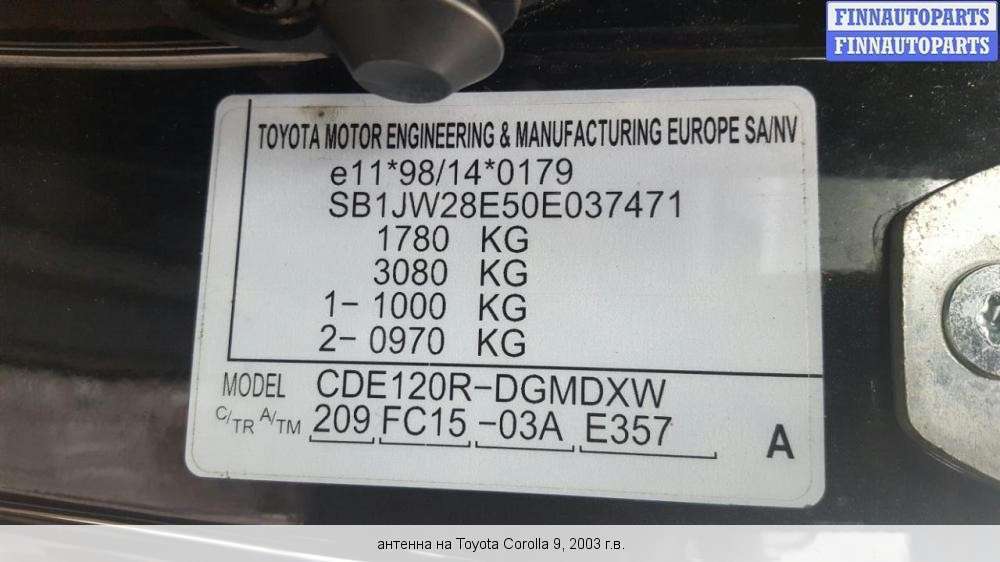 FINNAUTOPARTS
FINNAUTOPARTS
TOYOTA MOTOR ENGINEERING & MANUFACTURING EUROPE SA/NV
e11*98/14*0179
SB1JW28E50E037471
1780 KG
3080 KG
1- 1000 KG
2- 0970 KG
MODEL CDE120R-DGMDXW
C/TR A/TM 209 FC15 -03A E357 A
антенна на Toyota Corolla 9, 2003 г.в.